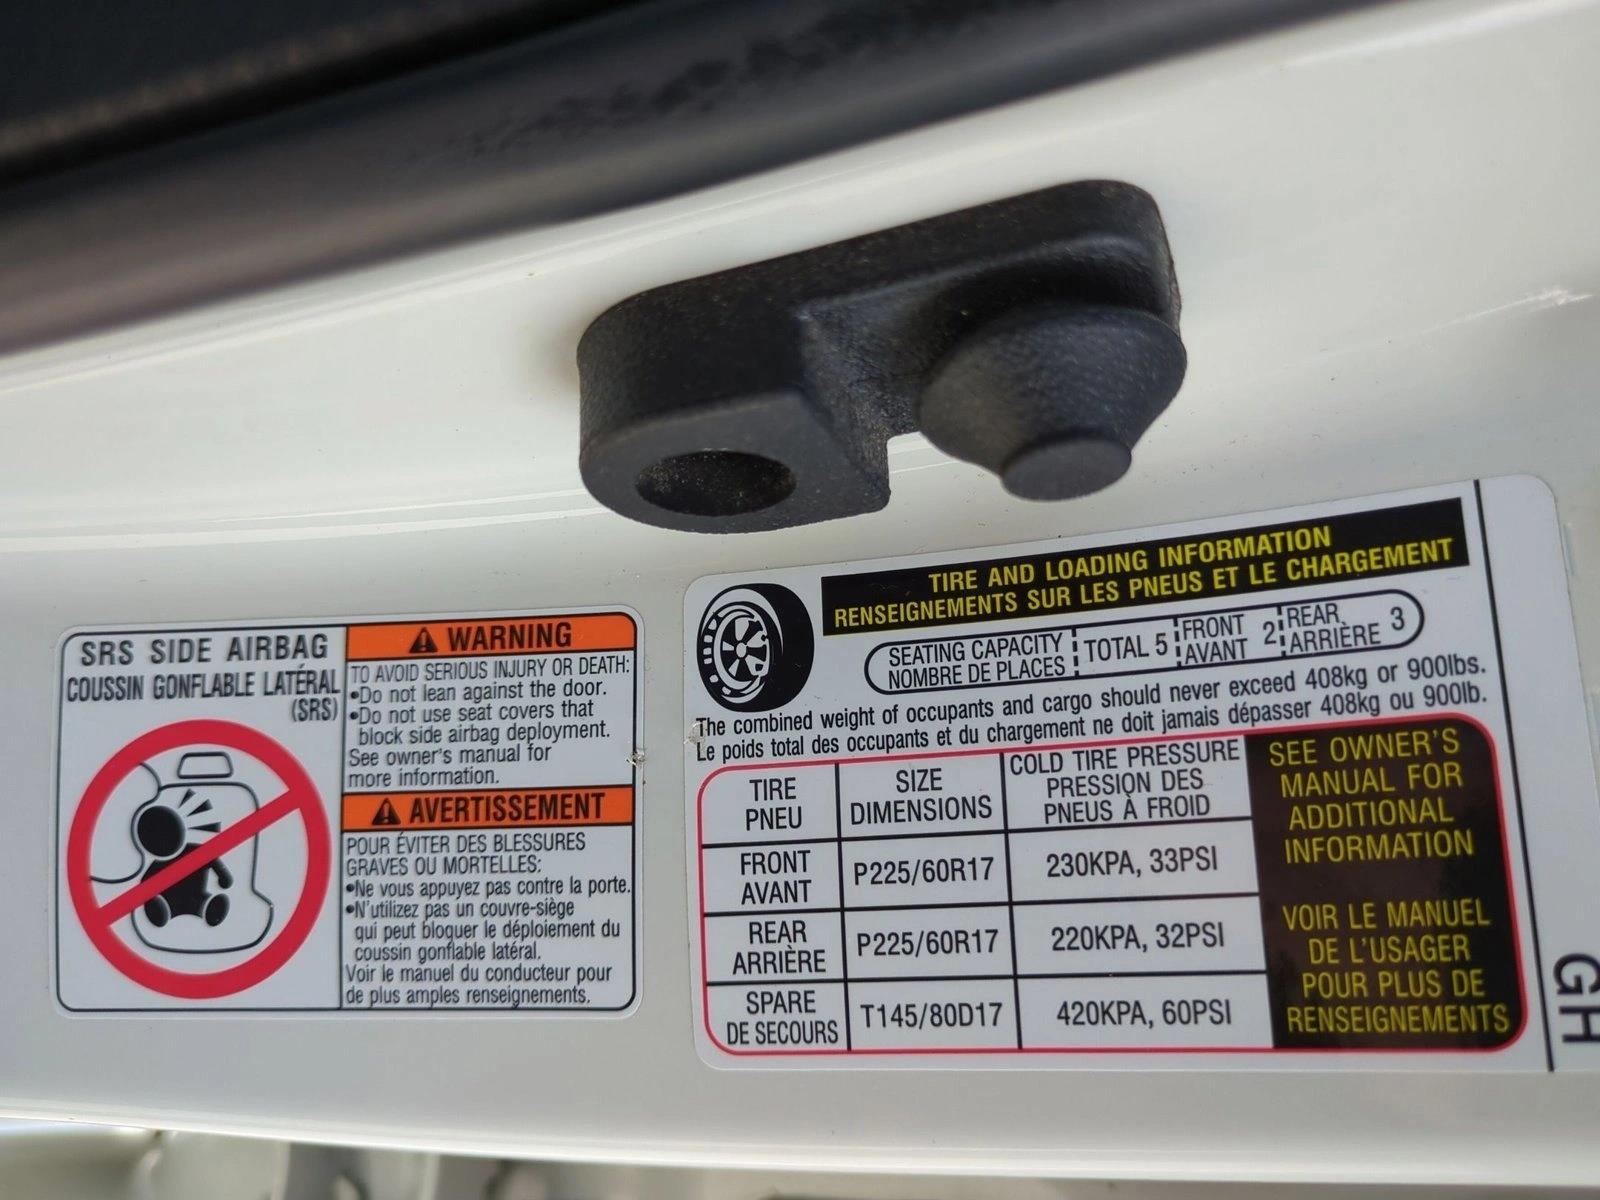 SRS SIDE AIRBAG
COUSSIN GONFLABLE LATÉRAL
(SRS)
WARNING
TO AVOID SERIOUS INJURY OR DEATH:
•Do not lean against the door.
•Do not use seat covers that
block side airbag deployment.
See owner's manual for
more information.
AVERTISSEMENT
POUR ÉVITER DES BLESSURES
GRAVES OU MORTELLES:
•Ne vous appuyez pas contre la porte.
•N'utilizez pas un couvre-siège
qui peut bloquer le déploiement du
coussin gonflable latéral.
Voir le manuel du conducteur pour
de plus amples renseignements.
TIRE AND LOADING INFORMATION
RENSEIGNEMENTS SUR LES PNEUS ET LE CHARGEMENT
SEATING CAPACITY
NOMBRE DE PLACES
TOTAL 5
FRONT
AVANT
2
REAR
ARRIÈRE
3
The combined weight of occupants and cargo should never exceed 408kg or 900lbs.
Le poids total des occupants et du chargement ne doit jamais dépasser 408kg ou 900lb.
TIRE
PNEU
SIZE
DIMENSIONS
COLD TIRE PRESSURE
PRESSION DES
PNEUS À FROID
FRONT
AVANT
P225/60R17
230KPA, 33PSI
REAR
ARRIÈRE
P225/60R17
220KPA, 32PSI
SPARE
DE SECOURS
T145/80D17
420KPA, 60PSI
SEE OWNER'S
MANUAL FOR
ADDITIONAL
INFORMATION
VOIR LE MANUEL
DE L'USAGER
POUR PLUS DE
RENSEIGNEMENTS
GH